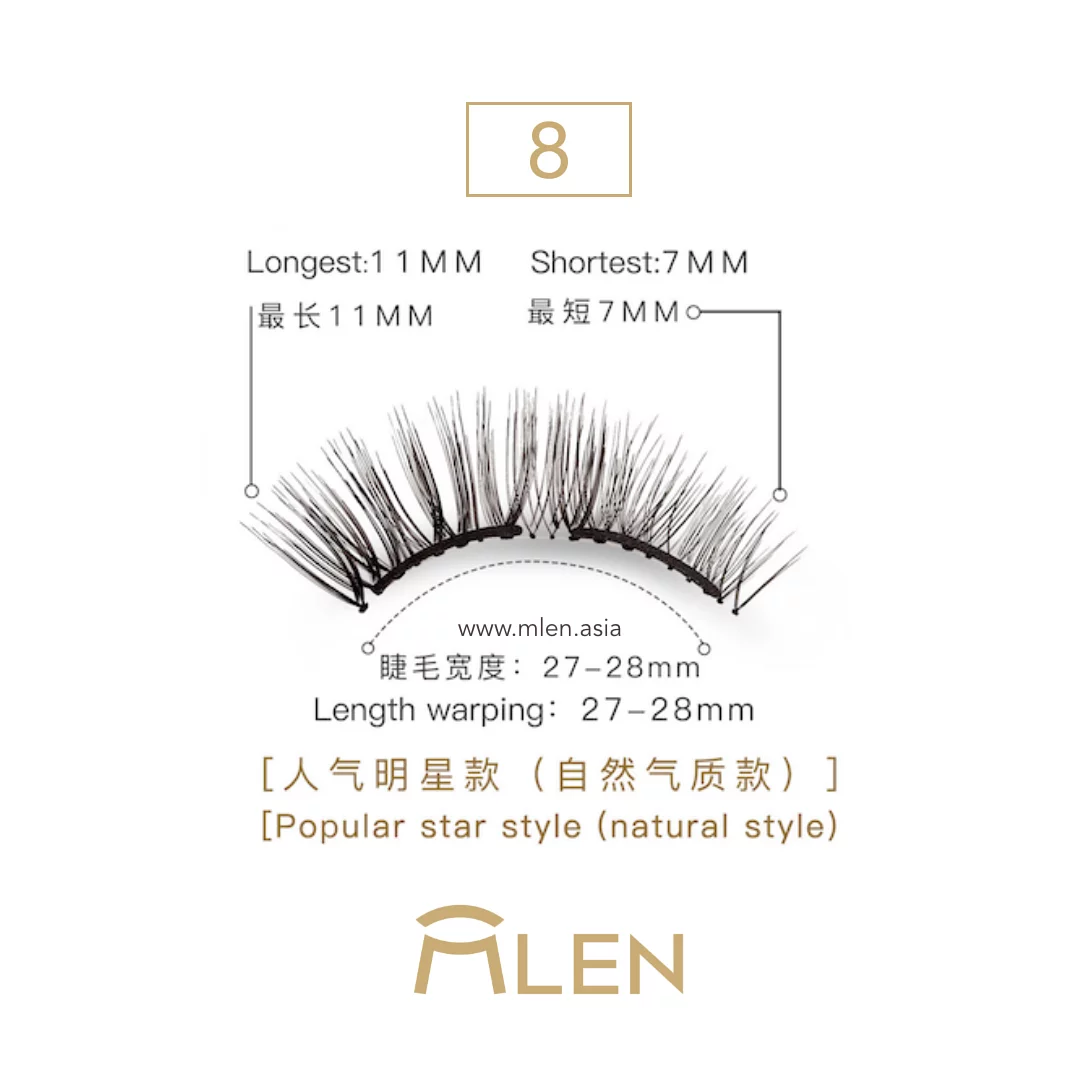 8
Longest:11MM
Shortest:7MM
最长11MM
最短7MM
www.mlen.asia
睫毛宽度：27-28mm
Length warping：27-28mm
[人气明星款（自然气质款）]
[Popular star style (natural style)
MLEN